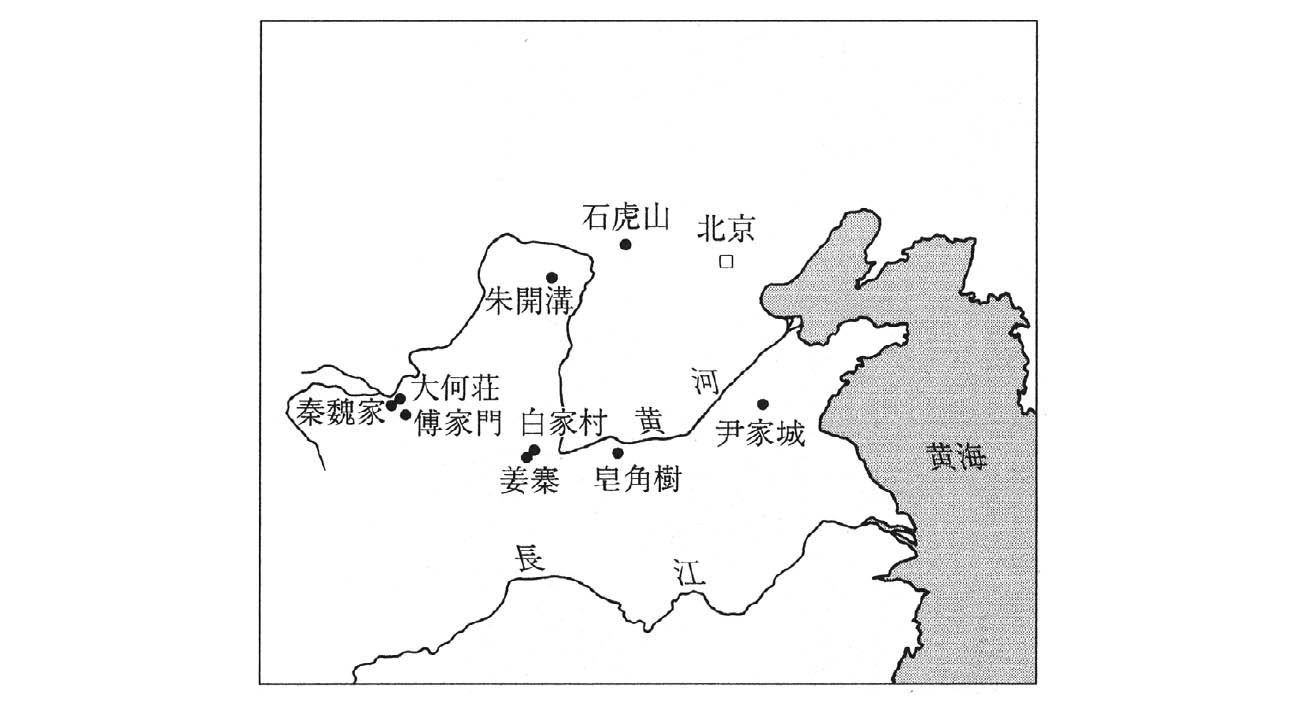 石虎山
北京
朱開溝
河
大何荘
秦魏家
傅家門
白家村
黄
尹家城
黄海
姜寨
皂角樹
長
江